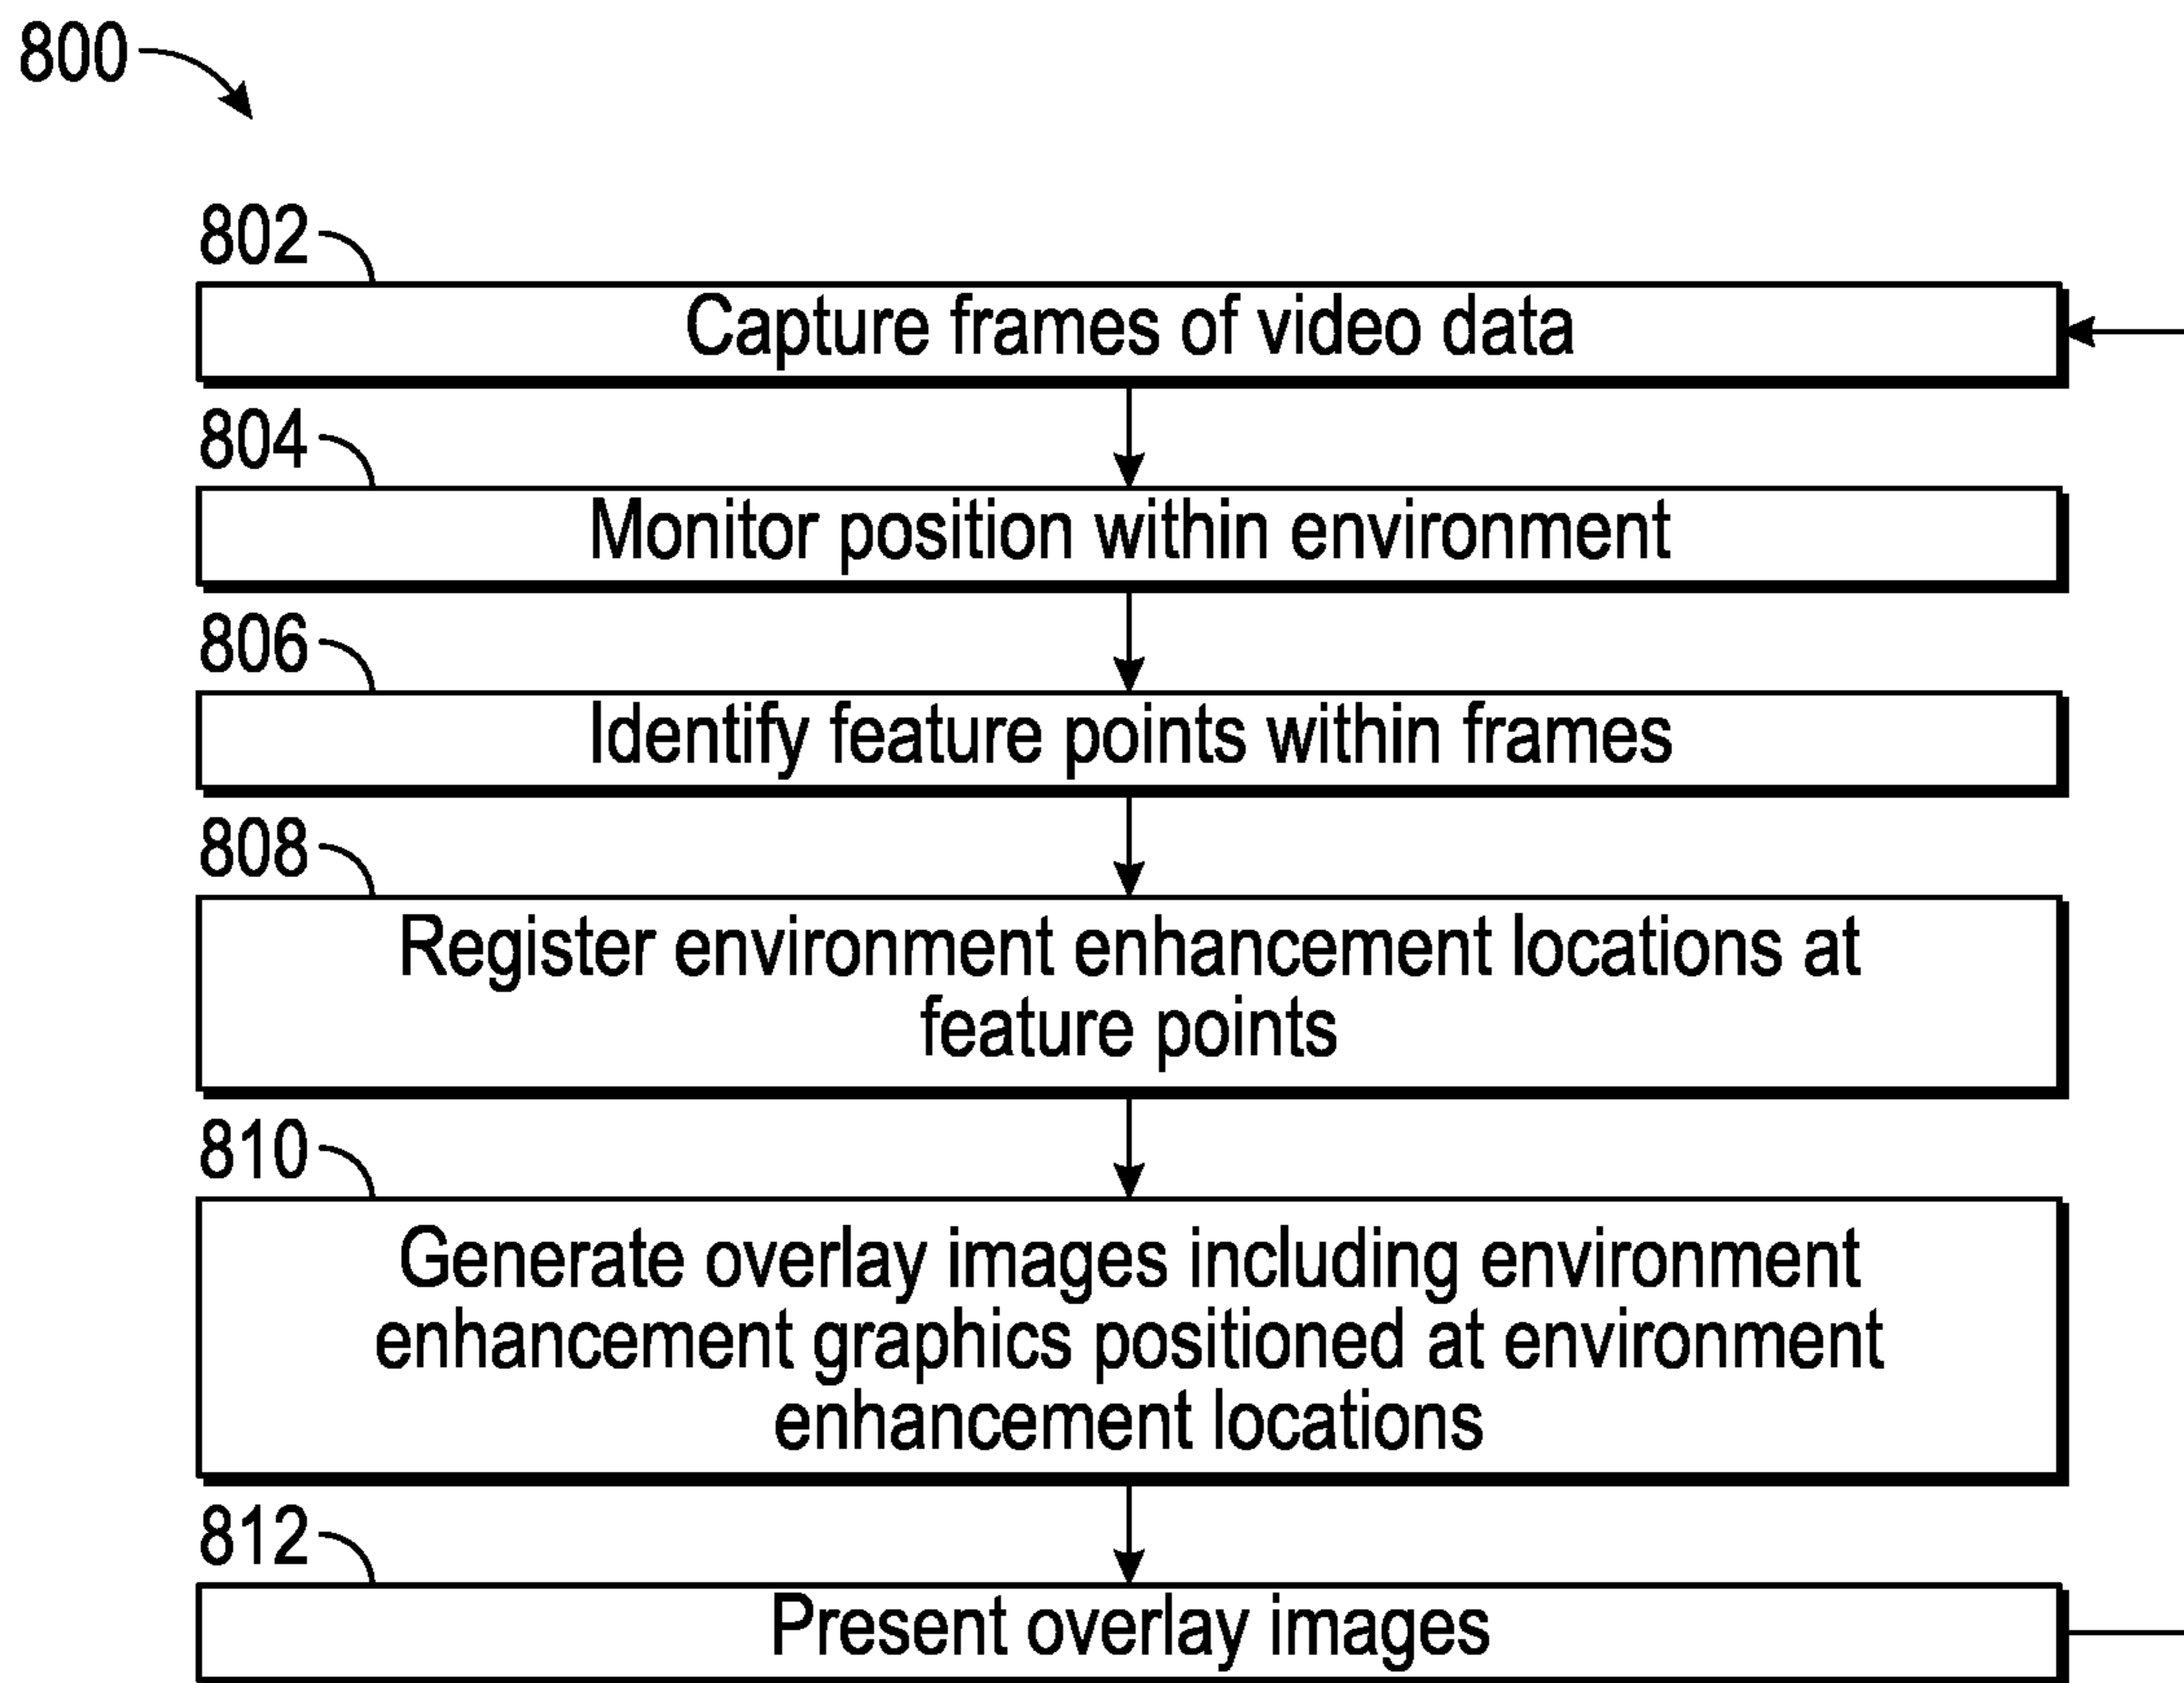 800
802
Capture frames of video data
804
Monitor position within environment
806
Identify feature points within frames
808
Register environment enhancement locations at
feature points
810
Generate overlay images including environment
enhancement graphics positioned at environment
enhancement locations
812
Present overlay images